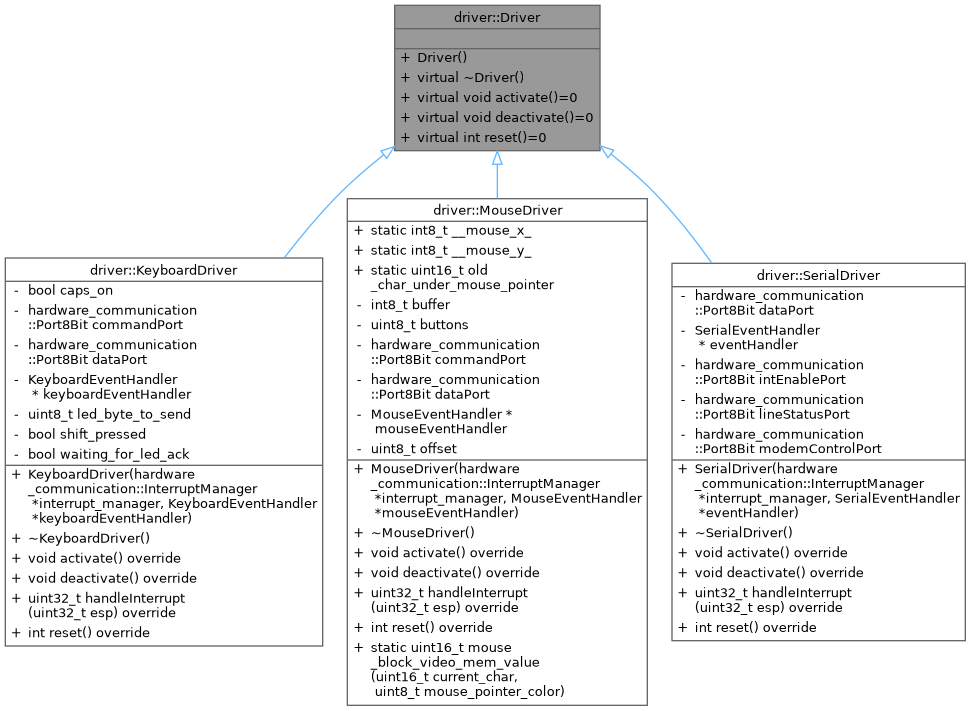 driver::Driver
+ Driver()
+ virtual ~Driver()
+ virtual void activate()=0
+ virtual void deactivate()=0
+ virtual int reset()=0
driver::KeyboardDriver
- bool caps_on
- hardware_communication
::Port8Bit commandPort
- hardware_communication
::Port8Bit dataPort
- KeyboardEventHandler
* keyboardEventHandler
- uint8_t led_byte_to_send
- bool shift_pressed
- bool waiting_for_led_ack
+ KeyboardDriver(hardware
_communication::InterruptManager
*interrupt_manager, KeyboardEventHandler
*keyboardEventHandler)
+ ~KeyboardDriver()
+ void activate() override
+ void deactivate() override
+ uint32_t handleInterrupt
(uint32_t esp) override
+ int reset() override
driver::MouseDriver
+ static int8_t __mouse_x_
+ static int8_t __mouse_y_
+ static uint16_t old
_char_under_mouse_pointer
- int8_t buffer
- uint8_t buttons
- hardware_communication
::Port8Bit commandPort
- hardware_communication
::Port8Bit dataPort
- MouseEventHandler *
mouseEventHandler
- uint8_t offset
+ MouseDriver(hardware
_communication::InterruptManager
*interrupt_manager, MouseEventHandler
*mouseEventHandler)
+ ~MouseDriver()
+ void activate() override
+ void deactivate() override
+ uint32_t handleInterrupt
(uint32_t esp) override
+ int reset() override
+ static uint16_t mouse
_block_video_mem_value
(uint16_t current_char,
uint8_t mouse_pointer_color)
driver::SerialDriver
- hardware_communication
::Port8Bit dataPort
- SerialEventHandler
* eventHandler
- hardware_communication
::Port8Bit intEnablePort
- hardware_communication
::Port8Bit lineStatusPort
- hardware_communication
::Port8Bit modemControlPort
+ SerialDriver(hardware
_communication::InterruptManager
*interrupt_manager, SerialEventHandler
*eventHandler)
+ ~SerialDriver()
+ void activate() override
+ void deactivate() override
+ uint32_t handleInterrupt
(uint32_t esp) override
+ int reset() override